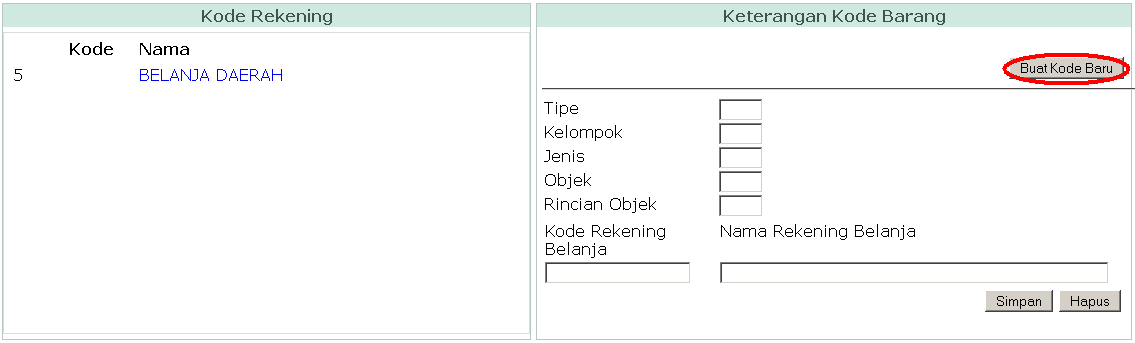 Kode Rekening
Kode Nama
5 BELANJA DAERAH
Keterangan Kode Barang
Buat Kode Baru
Tipe
Kelompok
Jenis
Objek
Rincian Objek
Kode Rekening Belanja
Nama Rekening Belanja
Simpan Hapus